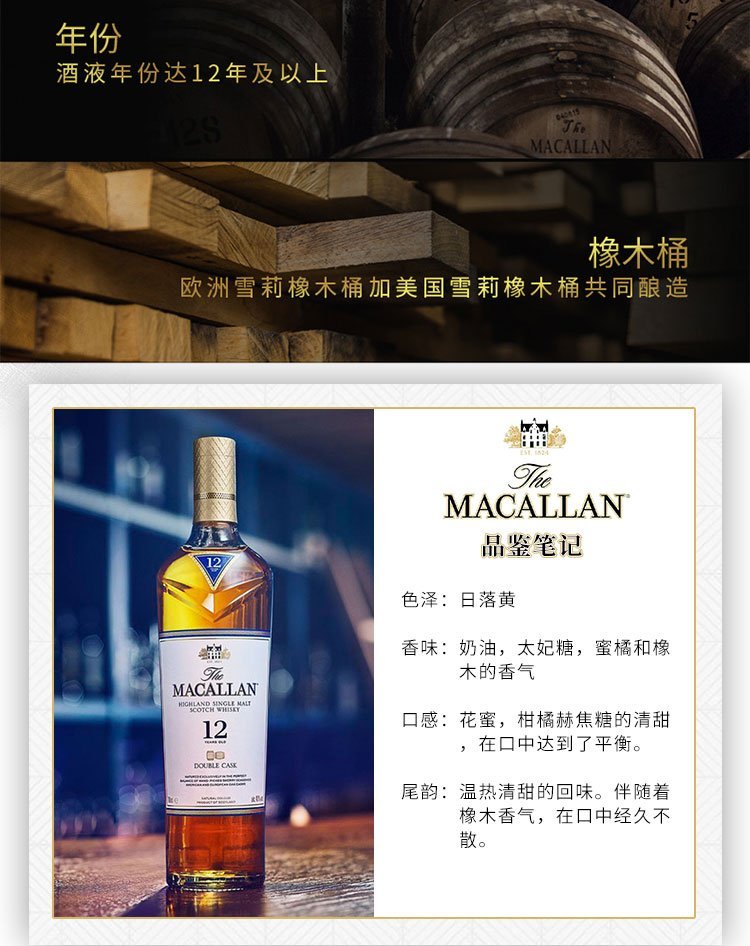 年份
酒液年份达12年及以上
128
040815
The
MACALLAN
橡木桶
欧洲雪莉橡木桶加美国雪莉橡木桶共同酿造
EST. 1824
The
MACALLAN
品鉴笔记
色泽：日落黄
香味：奶油，太妃糖，蜜橘和橡
木的香气
口感：花蜜，柑橘赫焦糖的清甜
，在口中达到了平衡。
尾韵：温热清甜的回味。伴随着
橡木香气，在口中经久不
散。
12
The
MACALLAN
HIGHLAND SINGLE MALT
SCOTCH WHISKY
12
YEARS OLD
DOUBLE CASK